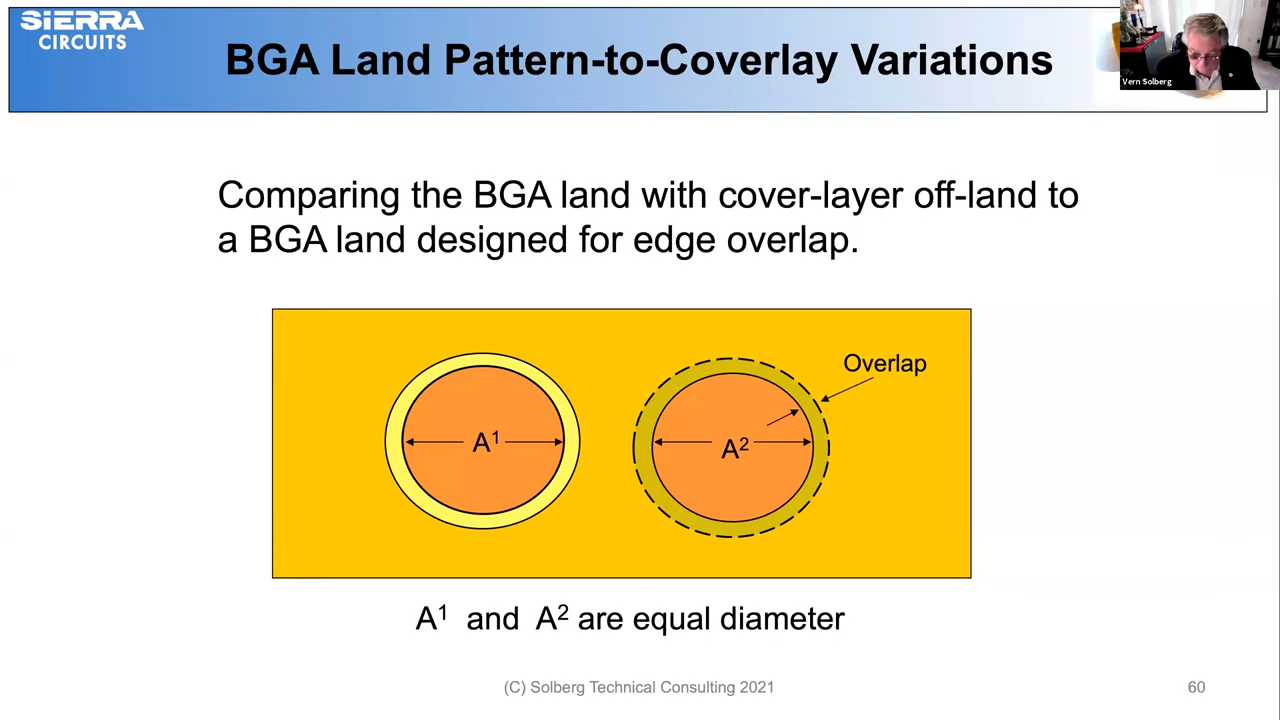 SIERRA
CIRCUITS
BGA Land Pattern-to-Coverlay Variations
Vern Solberg
Comparing the BGA land with cover-layer off-land to
a BGA land designed for edge overlap.
Overlap
A¹
A²
A¹ and A² are equal diameter
(C) Solberg Technical Consulting 2021
60